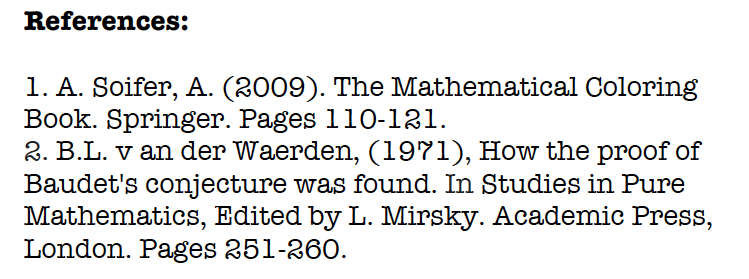 References:
1. A. Soifer, A. (2009). The Mathematical Coloring
Book. Springer. Pages 110-121.
2. B.L. v an der Waerden, (1971), How the proof of
Baudet's conjecture was found. In Studies in Pure
Mathematics, Edited by L. Mirsky. Academic Press,
London. Pages 251-260.